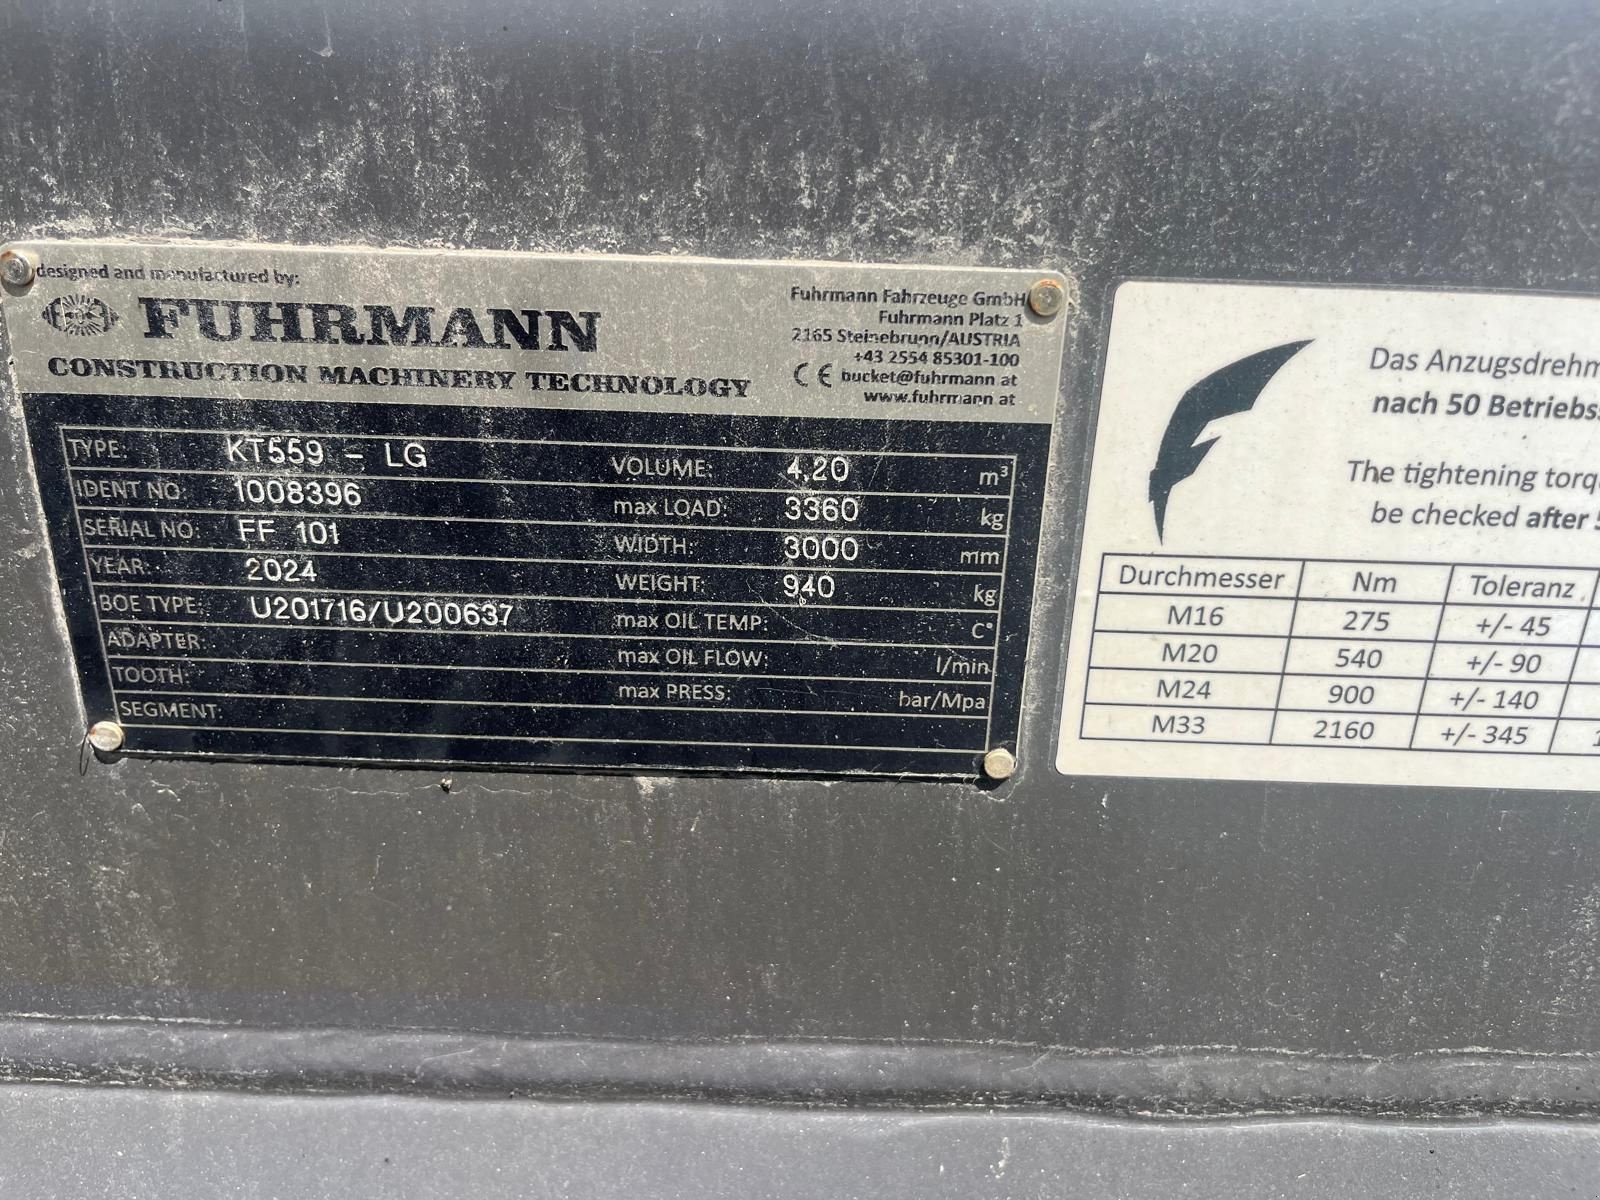 designed and manufactured by:
FUHRMANN
CONSTRUCTION MACHINERY TECHNOLOGY
Fuhrmann Fahrzeuge GmbH
Fuhrmann Platz 1
2165 Steinebrunn/AUSTRIA
+43 2554 85301-100
CE bucket@fuhrmann at
www.fuhrmann at
TYPE: KT559 - LG
IDENT NO: 1008396
SERIAL NO: FF 101
YEAR: 2024
BOE TYPE: U201716/U200637
ADAPTER:
TOOTH:
SEGMENT:
VOLUME: 4,20 m³
max LOAD: 3360 kg
WIDTH: 3000 mm
WEIGHT: 940 kg
max OIL TEMP: C°
max OIL FLOW: l/min
max PRESS: bar/Mpa
Das Anzugsdrehm
nach 50 Betriebs
The tightening torq
be checked after 5
Durchmesser Nm Toleranz
M16 275 +/- 45
M20 540 +/- 90
M24 900 +/- 140
M33 2160 +/- 345 1